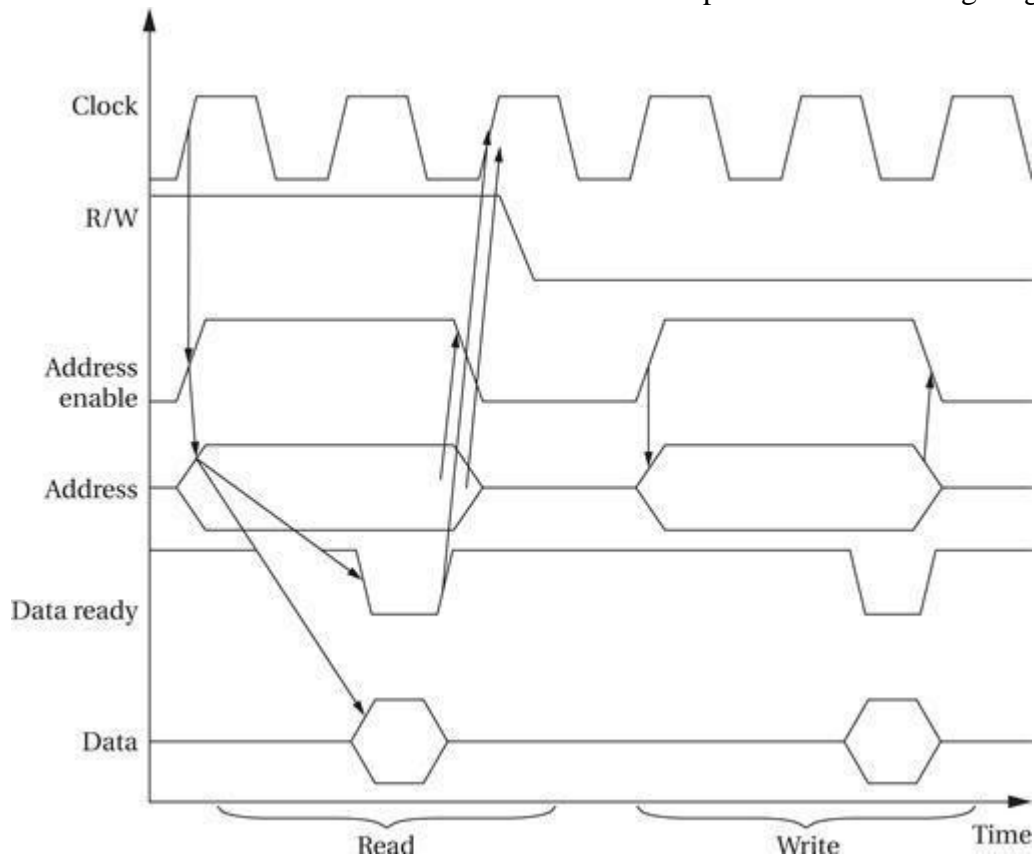 Clock
R/W
Address
enable
Address
Data ready
Data
Read
Write
Time